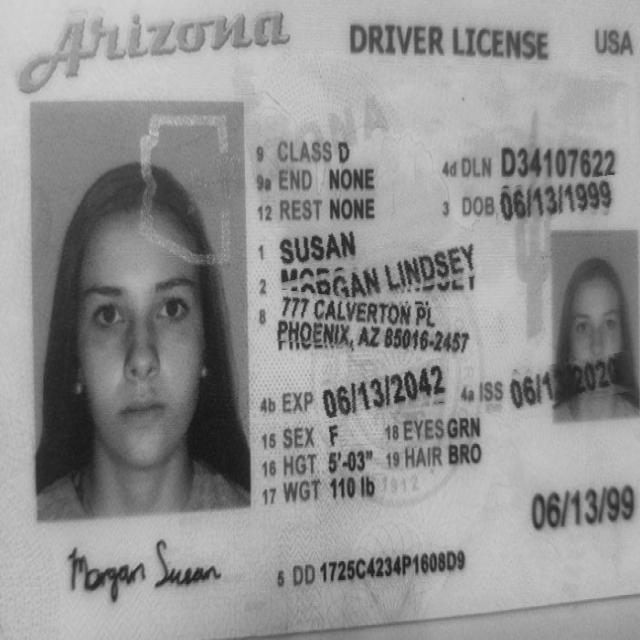 Arizona DRIVER LICENSE USA
9 CLASS D
4d DLN D34107622
9a END NONE
3 DOB 06/13/1999
12 REST NONE
1 SUSAN
2 MORGAN LINDSEY
8 777 CALVERTON PL
PHOENIX, AZ 85016-2457
4b EXP 06/13/2042
4a ISS 06/13/2020
15 SEX F
18 EYES GRN
16 HGT 5'-03"
19 HAIR BRO
17 WGT 110 lb
1912
06/13/99
Morgan Susan
5 DD 1725C4234P1608D9